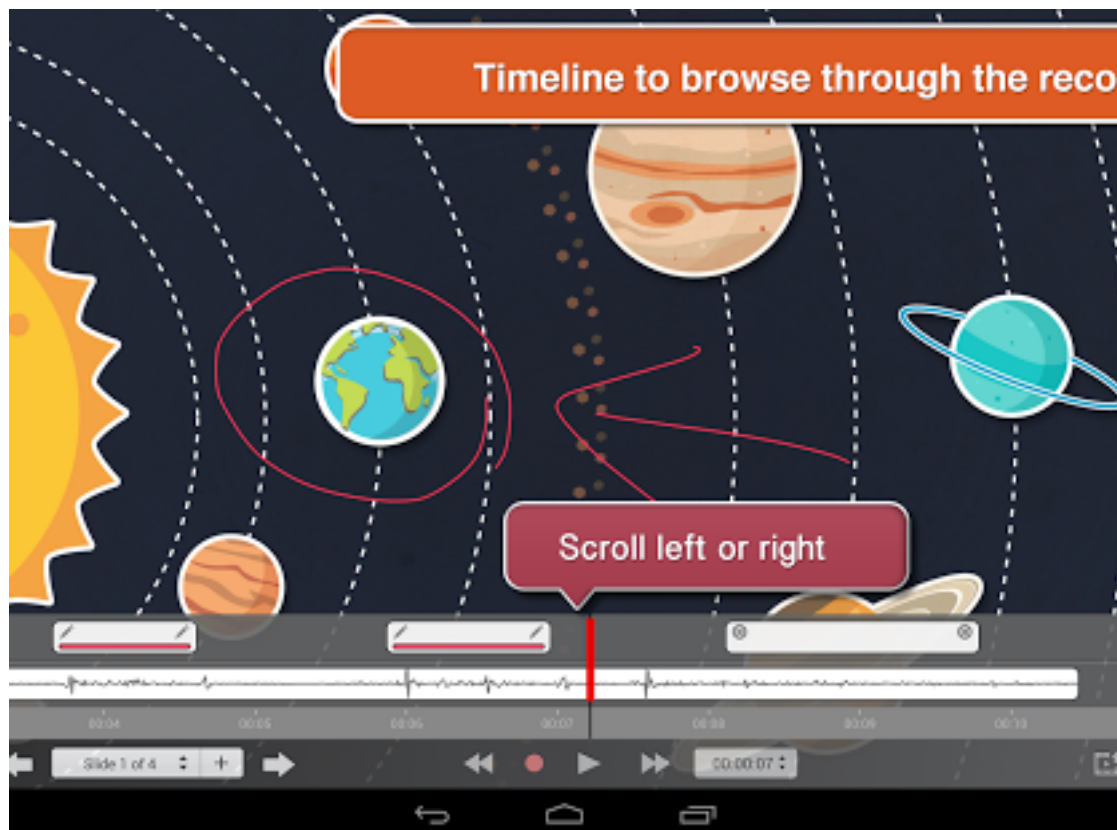 Timeline to browse through the reco
Scroll left or right
00:04 00:05 00:06 00:07 00:08 00:09 00:10
Slide 1 of 4 + 00:00:07